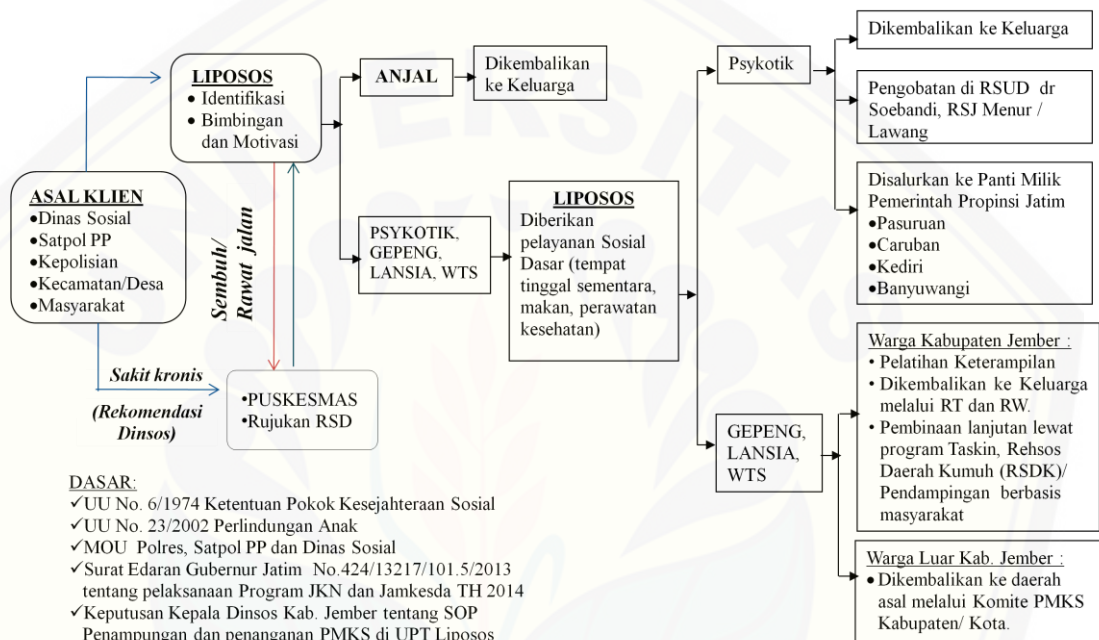 LIPOSOS
• Identifikasi
• Bimbingan
dan Motivasi
ANJAL
Dikembalikan
ke Keluarga
Psykotik
Dikembalikan ke Keluarga
Pengobatan di RSUD dr
Soebandi, RSJ Menur /
Lawang
Disalurkan ke Panti Milik
Pemerintah Propinsi Jatim
•Pasuruan
•Caruban
•Kediri
•Banyuwangi
ASAL KLIEN
•Dinas Sosial
•Satpol PP
•Kepolisian
•Kecamatan/Desa
•Masyarakat
Sembuh/
Rawat jalan
PSYKOTIK,
GEPENG,
LANSIA, WTS
LIPOSOS
Diberikan
pelayanan Sosial
Dasar (tempat
tinggal sementara,
makan, perawatan
kesehatan)
Sakit kronis
(Rekomendasi
Dinsos)
•PUSKESMAS
•Rujukan RSD
GEPENG,
LANSIA,
WTS
Warga Kabupaten Jember :
• Pelatihan Keterampilan
• Dikembalikan ke Keluarga
melalui RT dan RW.
• Pembinaan lanjutan lewat
program Taskin, Rehsos
Daerah Kumuh (RSDK)/
Pendampingan berbasis
masyarakat
Warga Luar Kab. Jember :
• Dikembalikan ke daerah
asal melalui Komite PMKS
Kabupaten/ Kota.
DASAR:
✓UU No. 6/1974 Ketentuan Pokok Kesejahteraan Sosial
✓UU No. 23/2002 Perlindungan Anak
✓MOU Polres, Satpol PP dan Dinas Sosial
✓Surat Edaran Gubernur Jatim No.424/13217/101.5/2013
tentang pelaksanaan Program JKN dan Jamkesda TH 2014
✓Keputusan Kepala Dinsos Kab. Jember tentang SOP
Penampungan dan penanganan PMKS di UPT Liposos
UNIVERSITAS